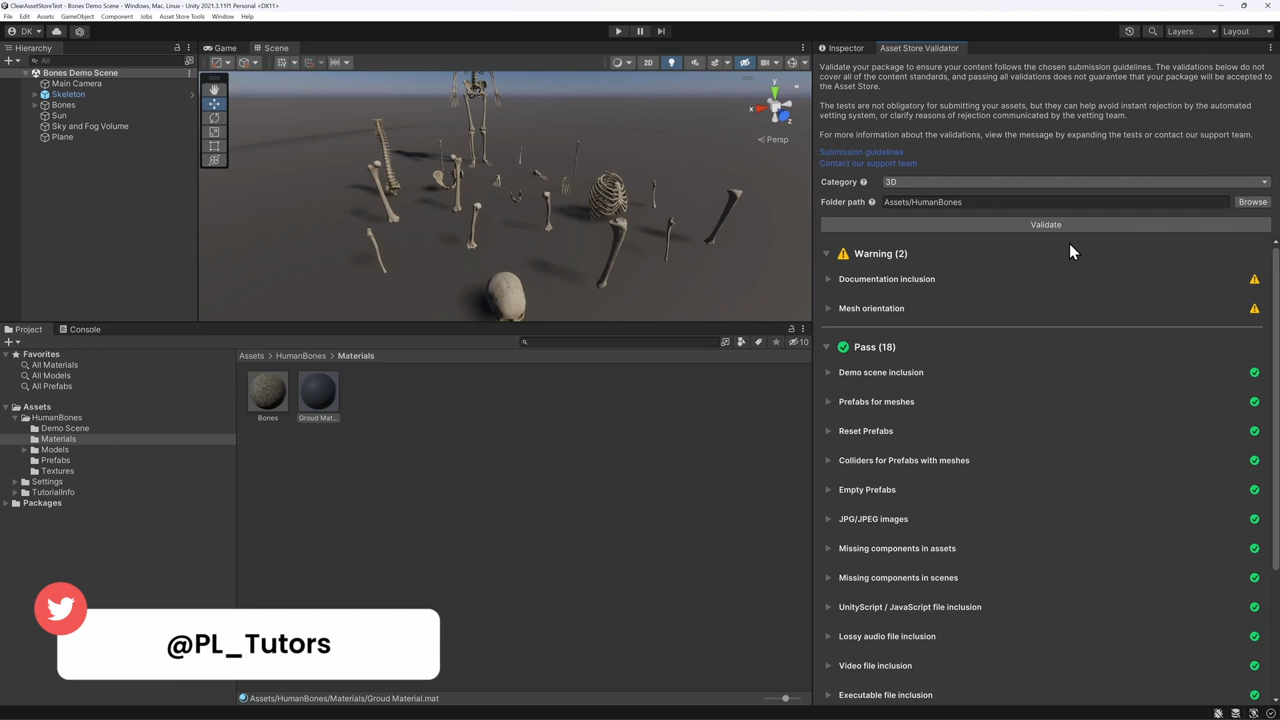 ClearAssetStoreTest - Bones Demo Scene - Windows, Mac, Linux - Unity 2021.3.11f1 <DX11>
File Edit Assets GameObject Component Jobs Asset Store Tools Window Help
DK Layers Layout
Hierarchy
All
Bones Demo Scene
Main Camera
Skeleton
Bones
Sun
Sky and Fog Volume
Plane
Game Scene
2D
y
x
z
Persp
Project Console
10
Favorites
All Materials
All Models
All Prefabs
Assets
HumanBones
Demo Scene
Materials
Models
Prefabs
Textures
Settings
TutorialInfo
Packages
Assets > HumanBones > Materials
Bones Groud Mat...
Assets/HumanBones/Materials/Groud Material.mat
@PL_Tutors
Inspector Asset Store Validator
Validate your package to ensure your content follows the chosen submission guidelines. The validations below do not
cover all of the content standards, and passing all validations does not guarantee that your package will be accepted to
the Asset Store.
The tests are not obligatory for submitting your assets, but they can help avoid instant rejection by the automated
vetting system, or clarify reasons of rejection communicated by the vetting team.
For more information about the validations, view the message by expanding the tests or contact our support team.
Submission guidelines
Contact our support team
Category 3D
Folder path Assets/HumanBones Browse
Validate
Warning (2)
Documentation inclusion
Mesh orientation
Pass (18)
Demo scene inclusion
Prefabs for meshes
Reset Prefabs
Colliders for Prefabs with meshes
Empty Prefabs
JPG/JPEG images
Missing components in assets
Missing components in scenes
UnityScript / JavaScript file inclusion
Lossy audio file inclusion
Video file inclusion
Executable file inclusion